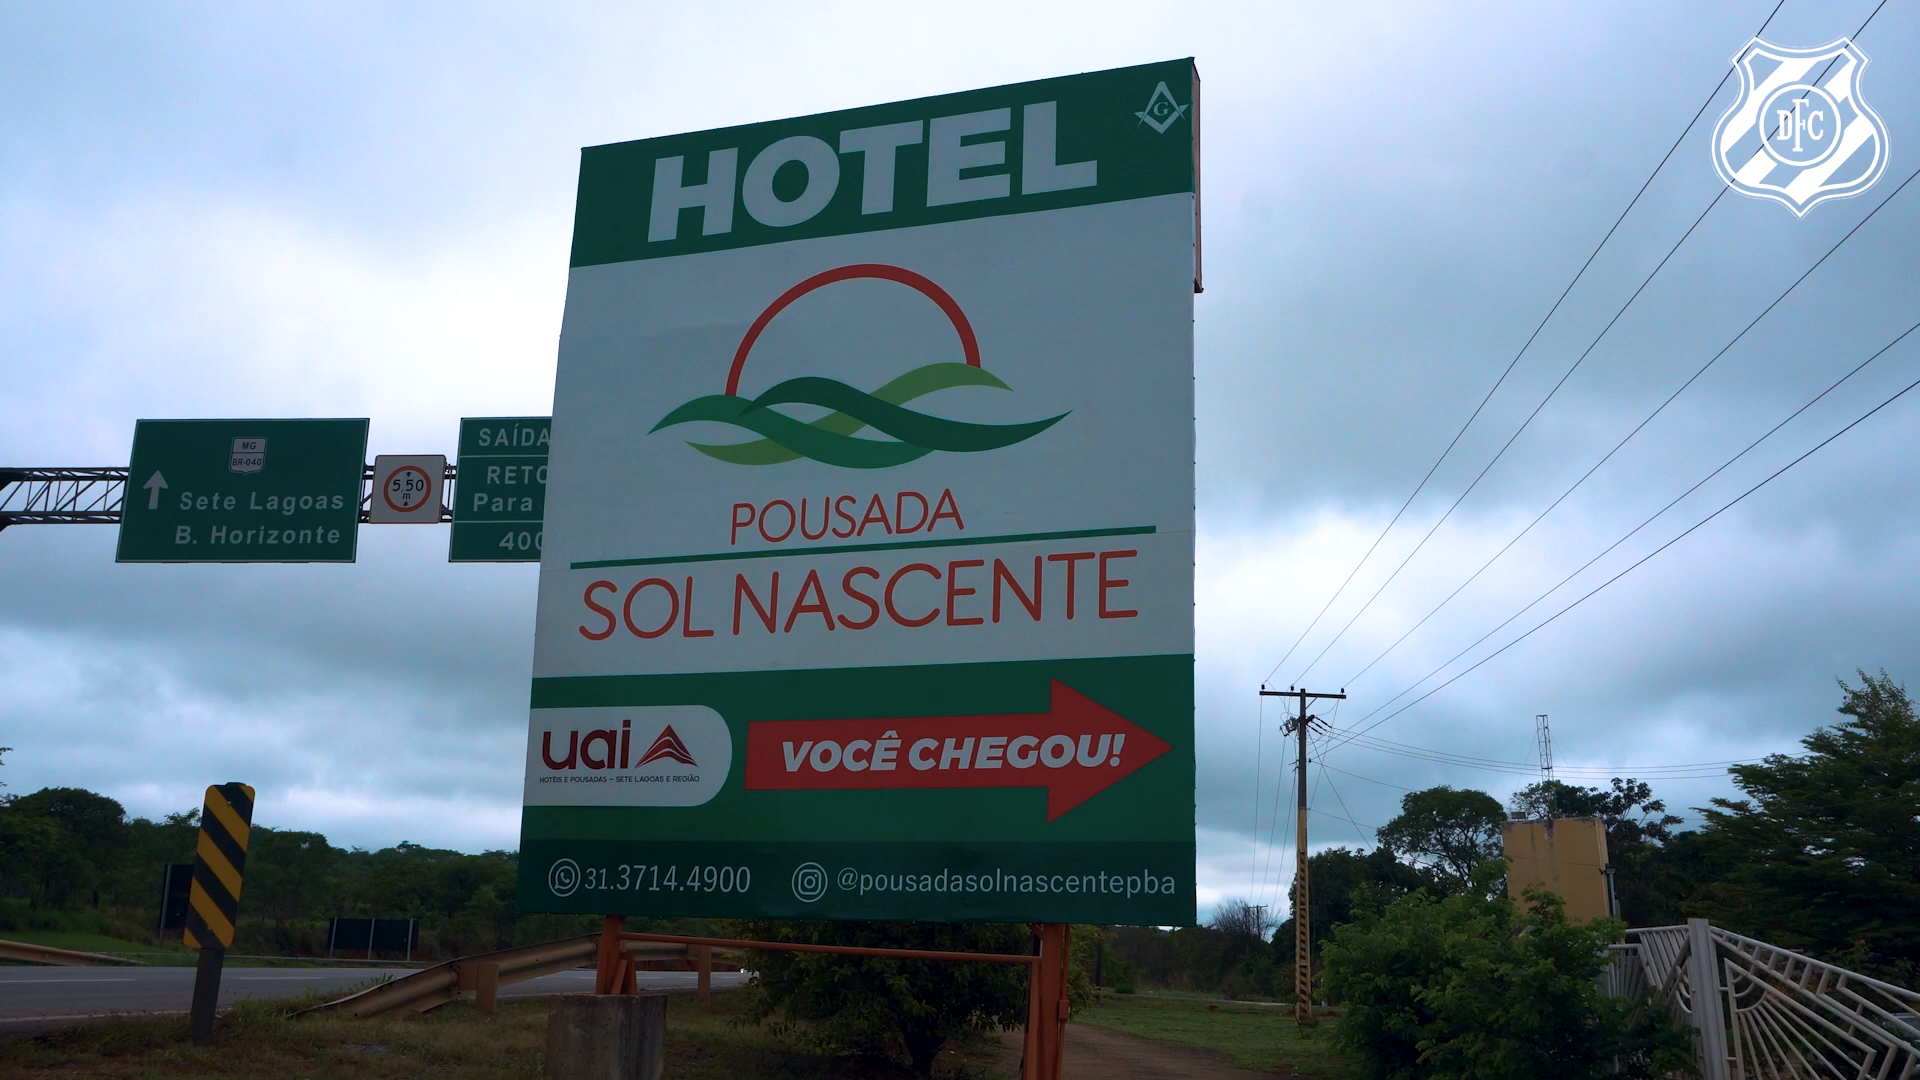 DFC
HOTEL
G
POUSADA
SOL NASCENTE
uai
HOTÉIS E POUSADAS – SETE LAGOAS E REGIÃO
VOCÊ CHEGOU!
31.3714.4900
@pousadasolnascentepba
MG
BR-040
Sete Lagoas
B. Horizonte
5,50
m
SAÍDA
RETO
Para
400